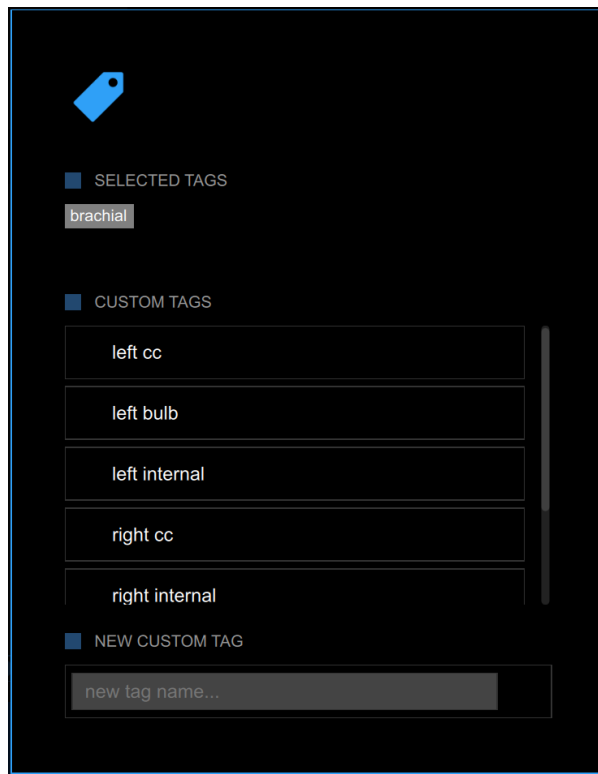 SELECTED TAGS
brachial
CUSTOM TAGS
left cc
left bulb
left internal
right cc
right internal
NEW CUSTOM TAG
new tag name...